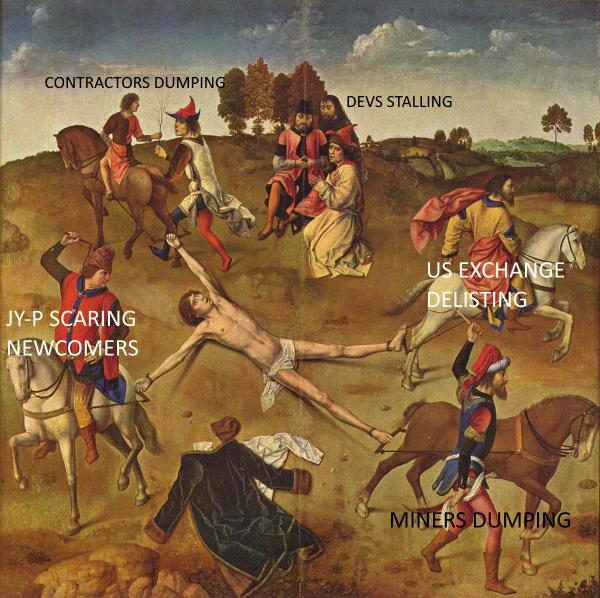 CONTRACTORS DUMPING
DEVS STALLING
US EXCHANGE
DELISTING
JY-P SCARING
NEWCOMERS
MINERS DUMPING